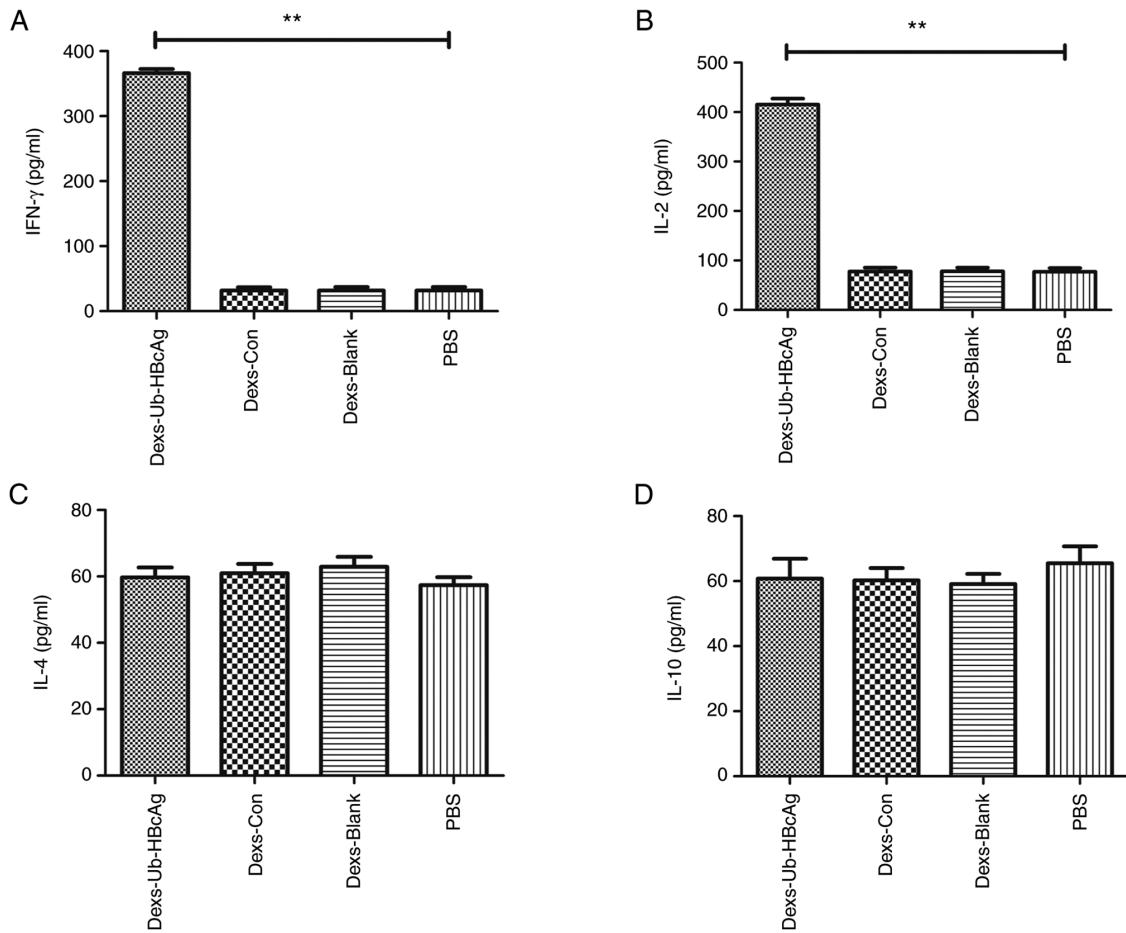 A
**
IFN-γ (pg/ml)
400
300
200
100
0
Dexs-Ub-HBcAg
Dexs-Con
Dexs-Blank
PBS
B
**
IL-2 (pg/ml)
500
400
300
200
100
0
Dexs-Ub-HBcAg
Dexs-Con
Dexs-Blank
PBS
C
IL-4 (pg/ml)
80
60
40
20
0
Dexs-Ub-HBcAg
Dexs-Con
Dexs-Blank
PBS
D
IL-10 (pg/ml)
80
60
40
20
0
Dexs-Ub-HBcAg
Dexs-Con
Dexs-Blank
PBS